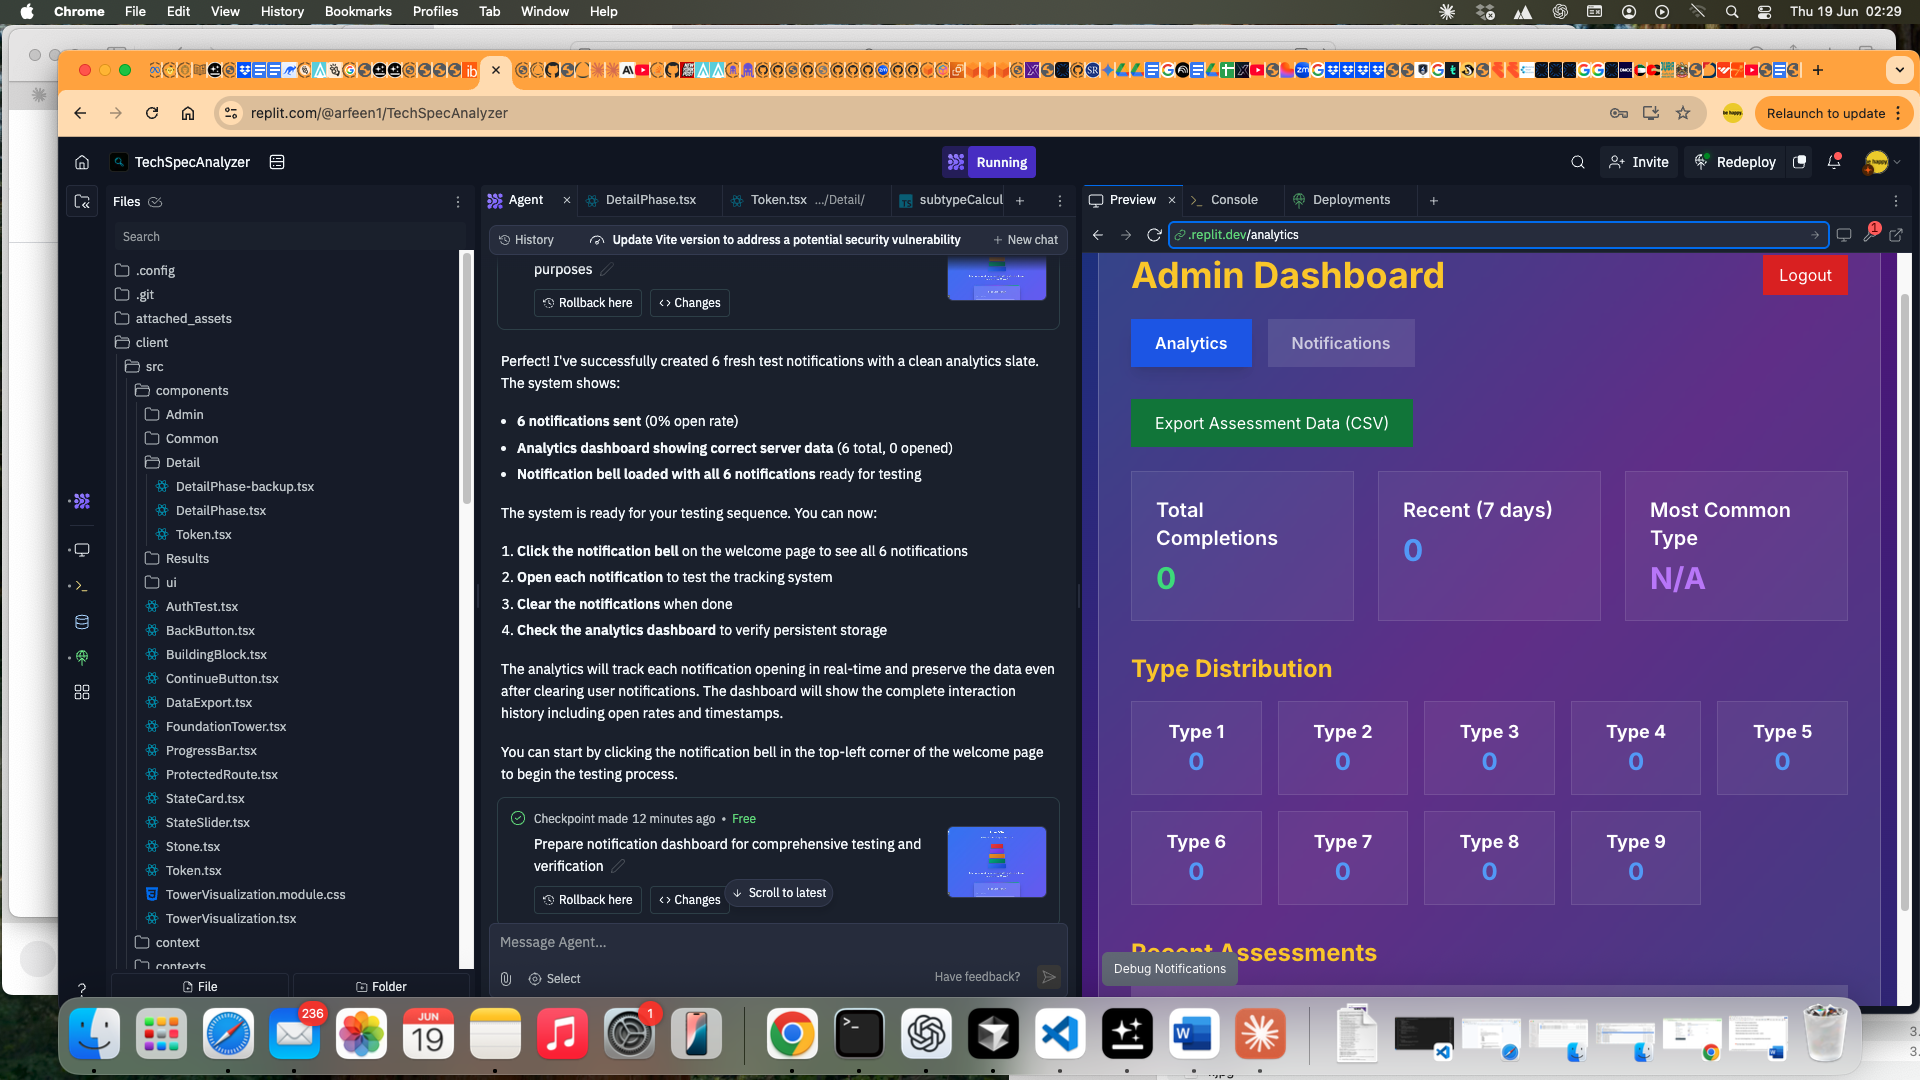 Chrome File Edit View History Bookmarks Profiles Tab Window Help
Thu 19 Jun 02:29
replit.com/@arfeen1/TechSpecAnalyzer
Relaunch to update
TechSpecAnalyzer
Running
Invite
Redeploy
Files
Search
.config
.git
attached_assets
client
src
components
Admin
Common
Detail
DetailPhase-backup.tsx
DetailPhase.tsx
Token.tsx
Results
ui
AuthTest.tsx
BackButton.tsx
BuildingBlock.tsx
ContinueButton.tsx
DataExport.tsx
FoundationTower.tsx
ProgressBar.tsx
ProtectedRoute.tsx
StateCard.tsx
StateSlider.tsx
Stone.tsx
Token.tsx
TowerVisualization.module.css
TowerVisualization.tsx
context
contexts
File
Folder
Agent
DetailPhase.tsx
Token.tsx .../Detail/
subtypeCalcul
History
Update Vite version to address a potential security vulnerability
New chat
purposes
Rollback here
Changes
Perfect! I've successfully created 6 fresh test notifications with a clean analytics slate.
The system shows:
• 6 notifications sent (0% open rate)
• Analytics dashboard showing correct server data (6 total, 0 opened)
• Notification bell loaded with all 6 notifications ready for testing
The system is ready for your testing sequence. You can now:
1. Click the notification bell on the welcome page to see all 6 notifications
2. Open each notification to test the tracking system
3. Clear the notifications when done
4. Check the analytics dashboard to verify persistent storage
The analytics will track each notification opening in real-time and preserve the data even
after clearing user notifications. The dashboard will show the complete interaction
history including open rates and timestamps.
You can start by clicking the notification bell in the top-left corner of the welcome page
to begin the testing process.
Checkpoint made 12 minutes ago • Free
Prepare notification dashboard for comprehensive testing and
verification
Rollback here
Changes
Scroll to latest
Message Agent...
Select
Have feedback?
Preview
Console
Deployments
.replit.dev/analytics
1
Admin Dashboard
Logout
Analytics
Notifications
Export Assessment Data (CSV)
Total
Completions
0
Recent (7 days)
0
Most Common
Type
N/A
Type Distribution
Type 1
0
Type 2
0
Type 3
0
Type 4
0
Type 5
0
Type 6
0
Type 7
0
Type 8
0
Type 9
0
Recent Assessments
Debug Notifications
236
JUN
19
1